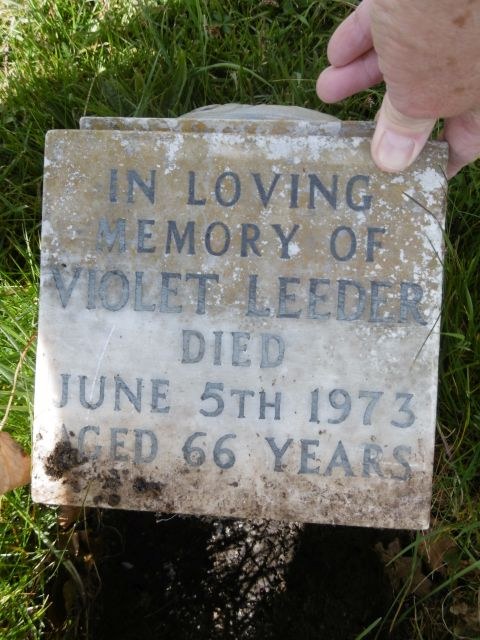 IN LOVING
MEMORY OF
VIOLET LEEDER
DIED
JUNE 5TH 1973
AGED 66 YEARS